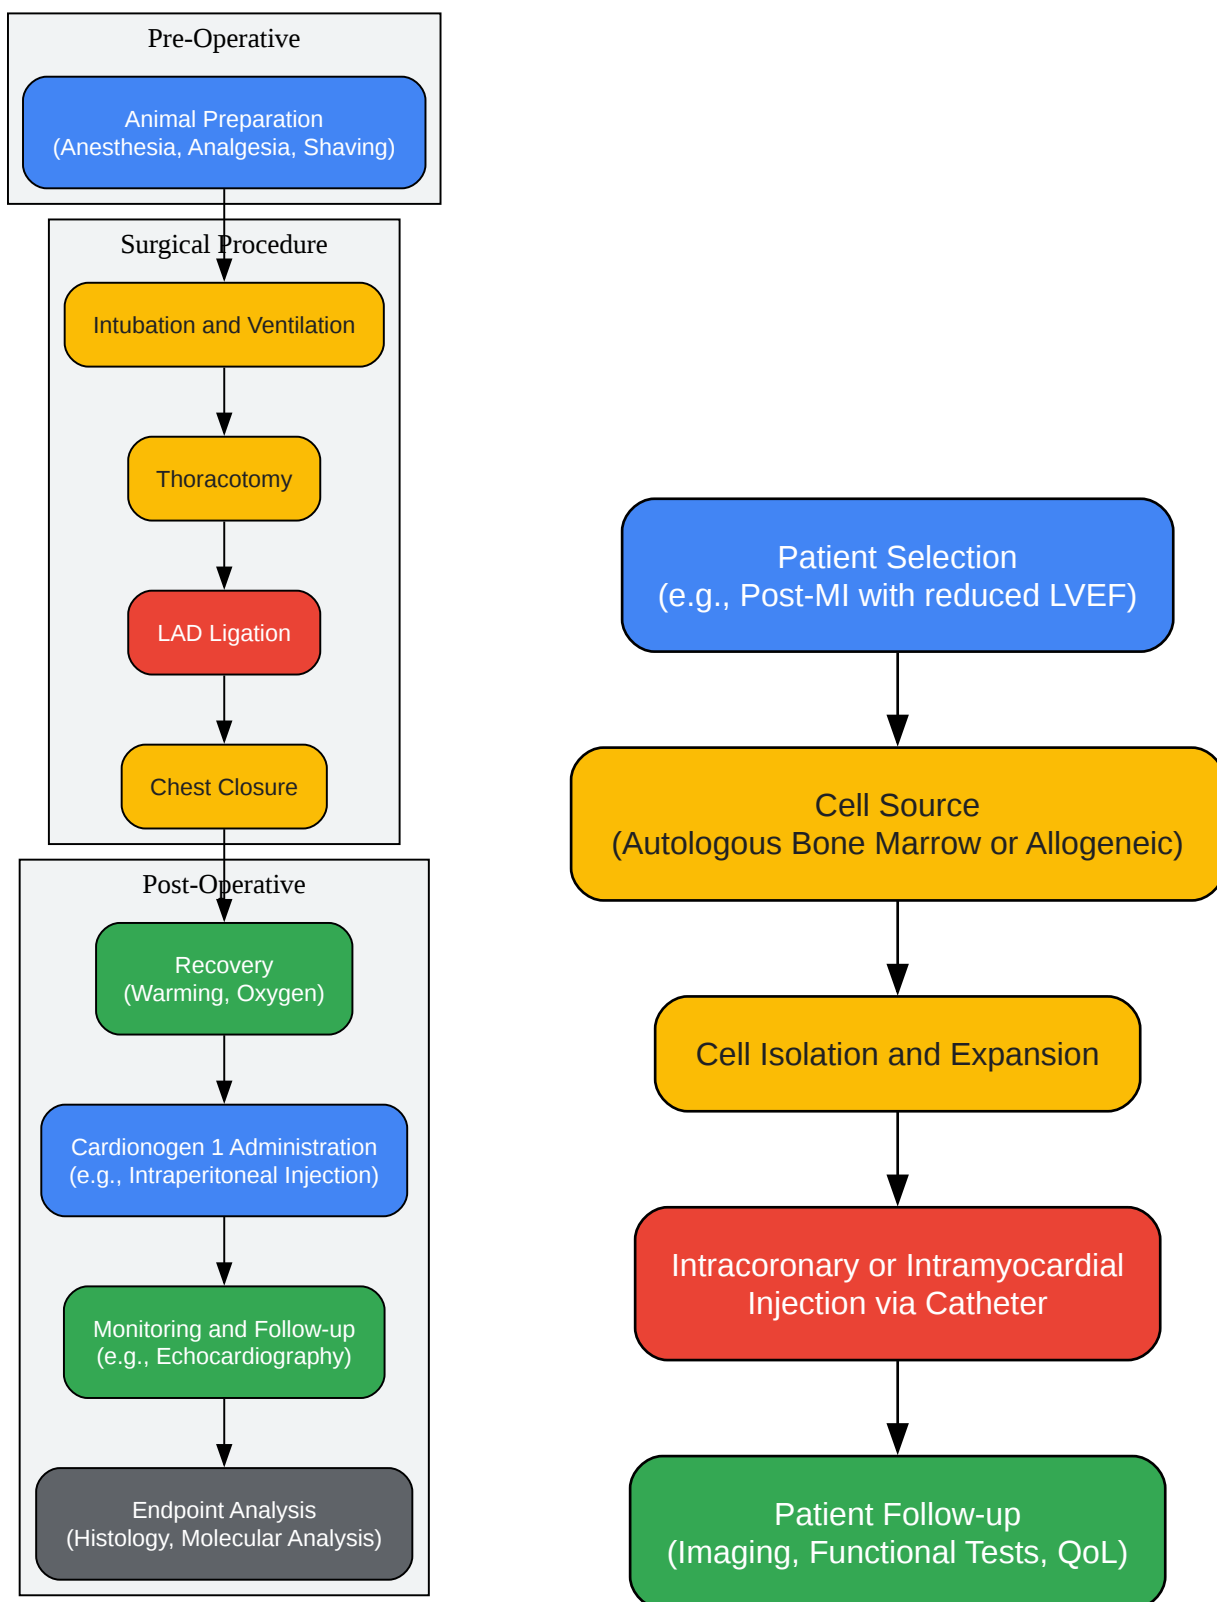 Pre-Operative
Animal Preparation
(Anesthesia, Analgesia, Shaving)
Surgical Procedure
Intubation and Ventilation
Thoracotomy
LAD Ligation
Chest Closure
Post-Operative
Recovery
(Warming, Oxygen)
Cardionogen 1 Administration
(e.g., Intraperitoneal Injection)
Monitoring and Follow-up
(e.g., Echocardiography)
Endpoint Analysis
(Histology, Molecular Analysis)
Patient Selection
(e.g., Post-MI with reduced LVEF)
Cell Source
(Autologous Bone Marrow or Allogeneic)
Cell Isolation and Expansion
Intracoronary or Intramyocardial
Injection via Catheter
Patient Follow-up
(Imaging, Functional Tests, QoL)